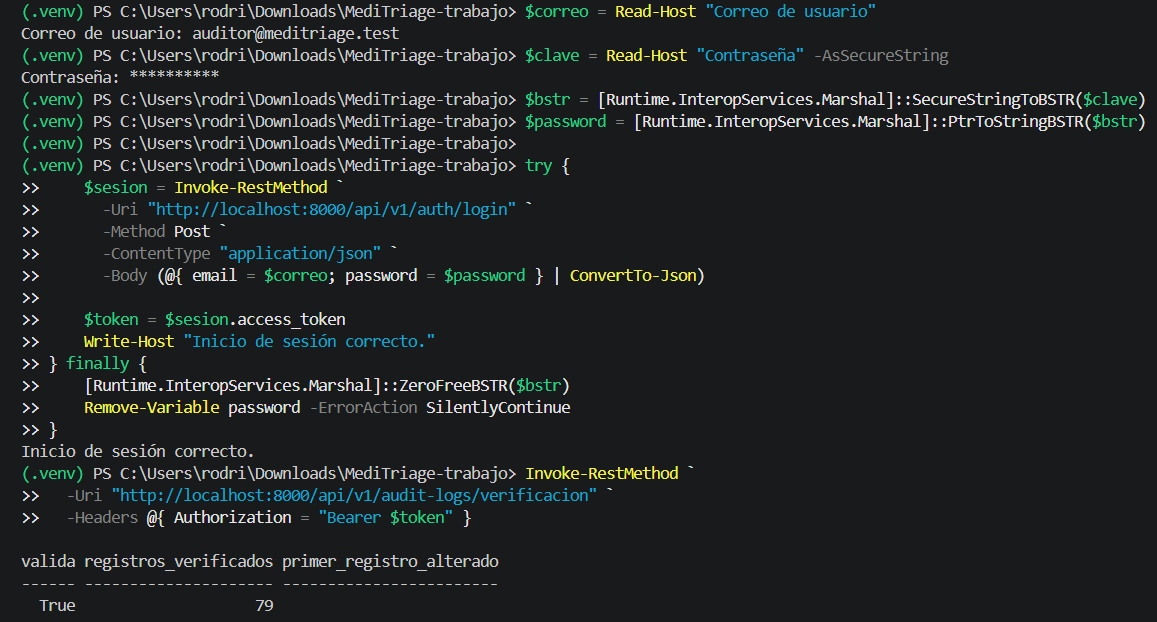 (.venv) PS C:\Users\rodri\Downloads\MediTriage-trabajo> $correo = Read-Host "Correo de usuario"
Correo de usuario: auditor@meditriage.test
(.venv) PS C:\Users\rodri\Downloads\MediTriage-trabajo> $clave = Read-Host "Contraseña" -AsSecureString
Contraseña: **********
(.venv) PS C:\Users\rodri\Downloads\MediTriage-trabajo> $bstr = [Runtime.InteropServices.Marshal]::SecureStringToBSTR($clave)
(.venv) PS C:\Users\rodri\Downloads\MediTriage-trabajo> $password = [Runtime.InteropServices.Marshal]::PtrToStringBSTR($bstr)
(.venv) PS C:\Users\rodri\Downloads\MediTriage-trabajo>
(.venv) PS C:\Users\rodri\Downloads\MediTriage-trabajo> try {
>>     $sesion = Invoke-RestMethod `
>>       -Uri "http://localhost:8000/api/v1/auth/login" `
>>       -Method Post `
>>       -ContentType "application/json" `
>>       -Body (@{ email = $correo; password = $password } | ConvertTo-Json)
>>
>>     $token = $sesion.access_token
>>     Write-Host "Inicio de sesión correcto."
>> } finally {
>>     [Runtime.InteropServices.Marshal]::ZeroFreeBSTR($bstr)
>>     Remove-Variable password -ErrorAction SilentlyContinue
>> }
Inicio de sesión correcto.
(.venv) PS C:\Users\rodri\Downloads\MediTriage-trabajo> Invoke-RestMethod `
>>   -Uri "http://localhost:8000/api/v1/audit-logs/verificacion" `
>>   -Headers @{ Authorization = "Bearer $token" }
valida registros_verificados primer_registro_alterado
------ --------------------- ------------------------
  True                    79